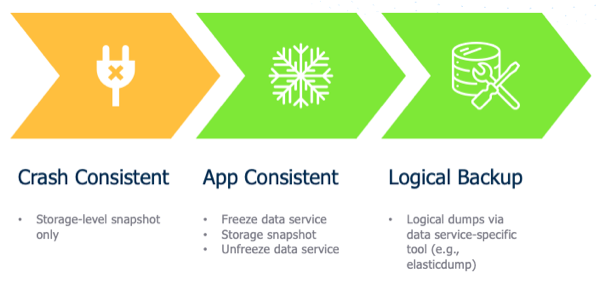 Crash Consistent
• Storage-level snapshot
only
App Consistent
• Freeze data service
• Storage snapshot
• Unfreeze data service
Logical Backup
• Logical dumps via
data service-specific
tool (e.g.,
elasticdump)